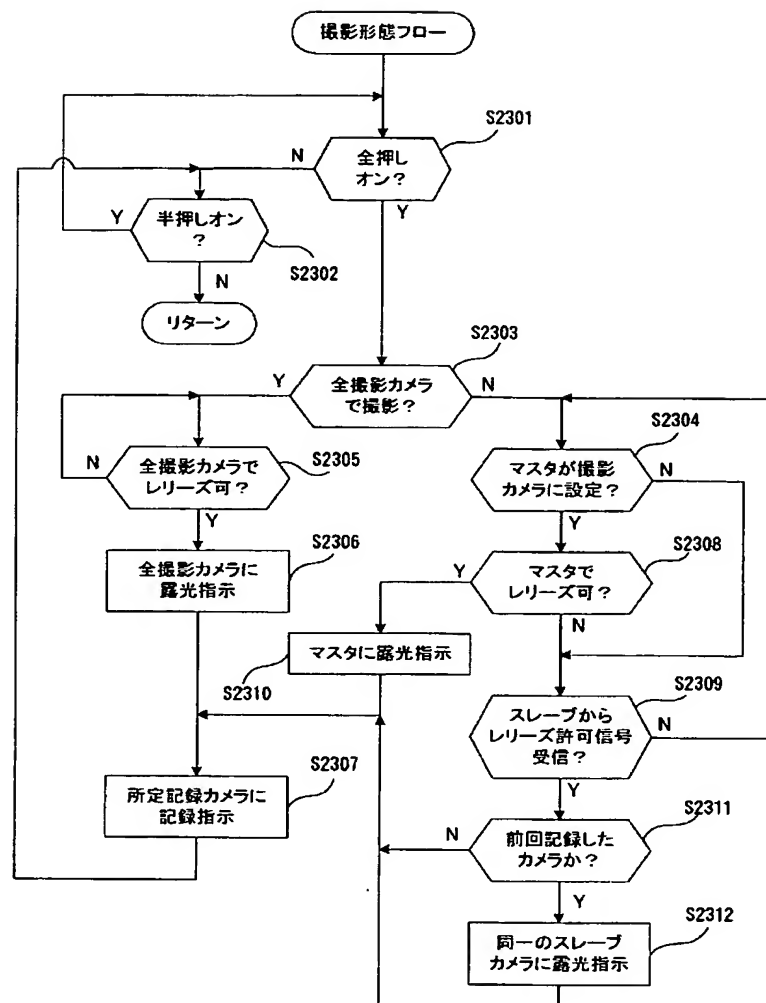 撮影形態フロー
S2301
全押し
オン?
N
Y
Y
半押しオン
?
S2302
N
リターン
S2303
Y
全撮影カメラ
で撮影?
N
S2304
マスタが撮影
カメラに設定?
N
Y
S2305
全撮影カメラで
レリーズ可?
N
Y
S2306
全撮影カメラに
露光指示
S2308
マスタで
レリーズ可?
Y
N
マスタに露光指示
S2310
S2309
スレーブから
レリーズ許可信号
受信?
N
Y
S2307
所定記録カメラに
記録指示
S2311
前回記録した
カメラか?
N
Y
S2312
同一のスレーブ
カメラに露光指示